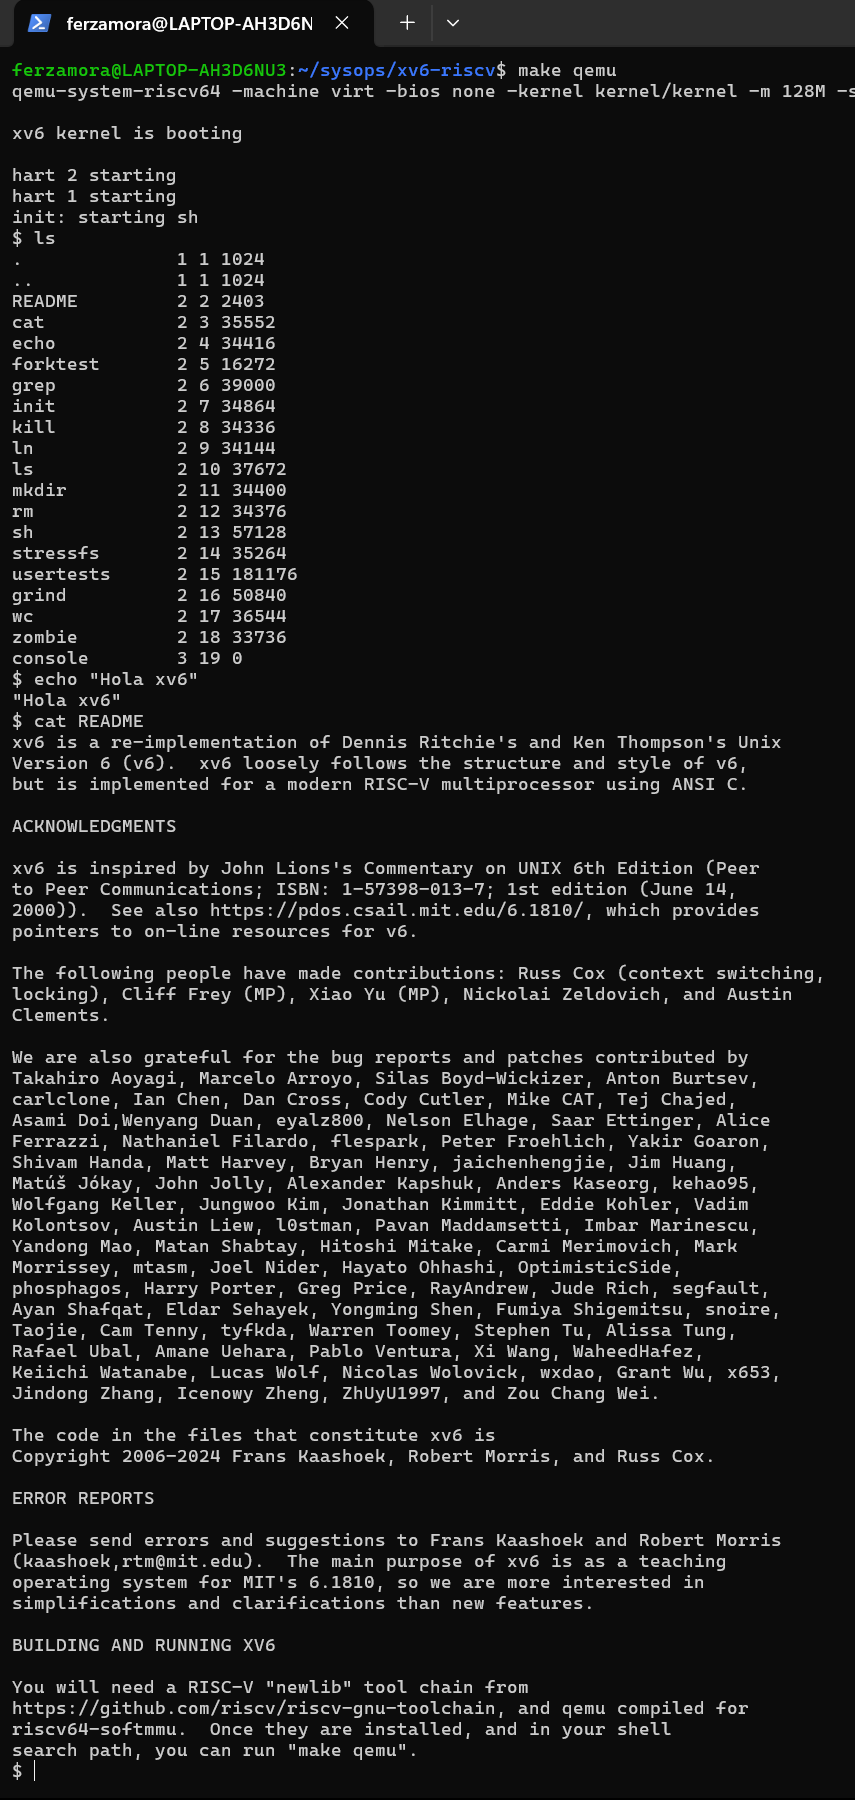 ferzamora@LAPTOP-AH3D6N
ferzamora@LAPTOP-AH3D6NU3:~/sysops/xv6-riscv$ make qemu
qemu-system-riscv64 -machine virt -bios none -kernel kernel/kernel -m 128M -s
xv6 kernel is booting
hart 2 starting
hart 1 starting
init: starting sh
$ ls
.              1 1 1024
..             1 1 1024
README         2 2 2403
cat            2 3 35552
echo           2 4 34416
forktest       2 5 16272
grep           2 6 39000
init           2 7 34864
kill           2 8 34336
ln             2 9 34144
ls             2 10 37672
mkdir          2 11 34400
rm             2 12 34376
sh             2 13 57128
stressfs       2 14 35264
usertests      2 15 181176
grind          2 16 50840
wc             2 17 36544
zombie         2 18 33736
console        3 19 0
$ echo "Hola xv6"
"Hola xv6"
$ cat README
xv6 is a re-implementation of Dennis Ritchie's and Ken Thompson's Unix
Version 6 (v6).  xv6 loosely follows the structure and style of v6,
but is implemented for a modern RISC-V multiprocessor using ANSI C.
ACKNOWLEDGMENTS
xv6 is inspired by John Lions's Commentary on UNIX 6th Edition (Peer
to Peer Communications; ISBN: 1-57398-013-7; 1st edition (June 14,
2000)).  See also https://pdos.csail.mit.edu/6.1810/, which provides
pointers to on-line resources for v6.
The following people have made contributions: Russ Cox (context switching,
locking), Cliff Frey (MP), Xiao Yu (MP), Nickolai Zeldovich, and Austin
Clements.
We are also grateful for the bug reports and patches contributed by
Takahiro Aoyagi, Marcelo Arroyo, Silas Boyd-Wickizer, Anton Burtsev,
carlclone, Ian Chen, Dan Cross, Cody Cutler, Mike CAT, Tej Chajed,
Asami Doi,Wenyang Duan, eyalz800, Nelson Elhage, Saar Ettinger, Alice
Ferrazzi, Nathaniel Filardo, flespark, Peter Froehlich, Yakir Goaron,
Shivam Handa, Matt Harvey, Bryan Henry, jaichenhengjie, Jim Huang,
Matúš Jókay, John Jolly, Alexander Kapshuk, Anders Kaseorg, kehao95,
Wolfgang Keller, Jungwoo Kim, Jonathan Kimmitt, Eddie Kohler, Vadim
Kolontsov, Austin Liew, l0stman, Pavan Maddamsetti, Imbar Marinescu,
Yandong Mao, Matan Shabtay, Hitoshi Mitake, Carmi Merimovich, Mark
Morrissey, mtasm, Joel Nider, Hayato Ohhashi, OptimisticSide,
phosphagos, Harry Porter, Greg Price, RayAndrew, Jude Rich, segfault,
Ayan Shafqat, Eldar Sehayek, Yongming Shen, Fumiya Shigemitsu, snoire,
Taojie, Cam Tenny, tyfkda, Warren Toomey, Stephen Tu, Alissa Tung,
Rafael Ubal, Amane Uehara, Pablo Ventura, Xi Wang, WaheedHafez,
Keiichi Watanabe, Lucas Wolf, Nicolas Wolovick, wxdao, Grant Wu, x653,
Jindong Zhang, Icenowy Zheng, ZhUyU1997, and Zou Chang Wei.
The code in the files that constitute xv6 is
Copyright 2006-2024 Frans Kaashoek, Robert Morris, and Russ Cox.
ERROR REPORTS
Please send errors and suggestions to Frans Kaashoek and Robert Morris
(kaashoek,rtm@mit.edu).  The main purpose of xv6 is as a teaching
operating system for MIT's 6.1810, so we are more interested in
simplifications and clarifications than new features.
BUILDING AND RUNNING XV6
You will need a RISC-V "newlib" tool chain from
https://github.com/riscv/riscv-gnu-toolchain, and qemu compiled for
riscv64-softmmu.  Once they are installed, and in your shell
search path, you can run "make qemu".
$